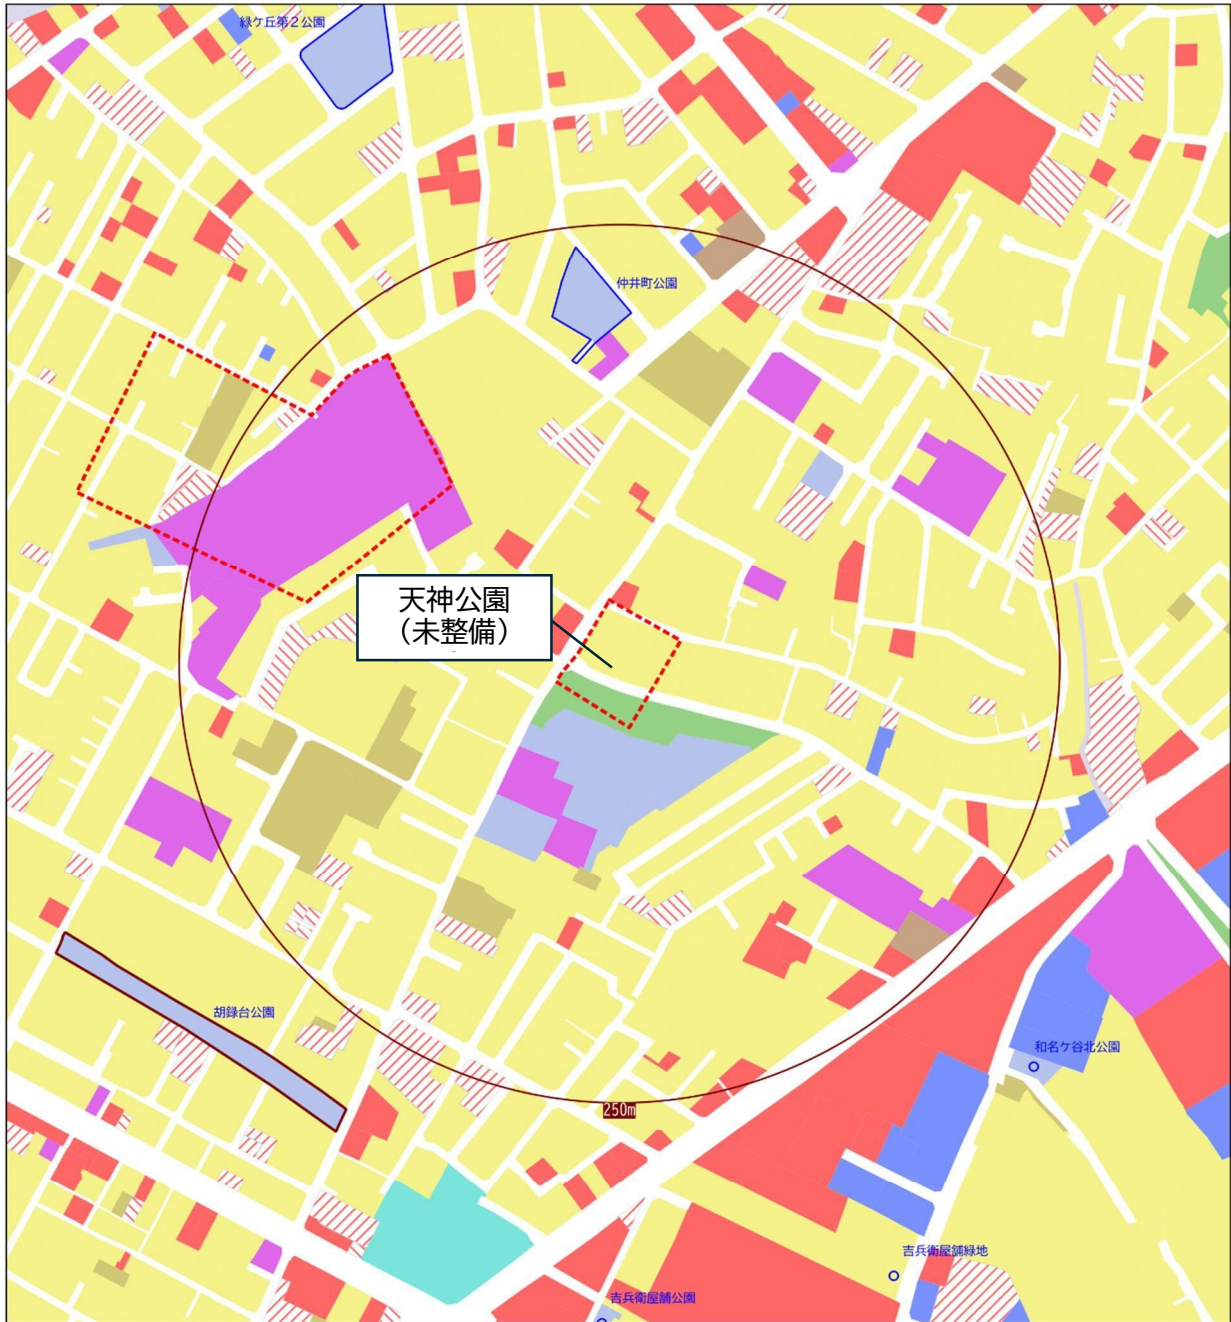 緑ケ丘第2公園
仲井町公園
天神公園
（未整備）
胡録台公園
和名ケ谷北公園
250m
吉兵衛屋舗緑地
吉兵衛屋舗公園